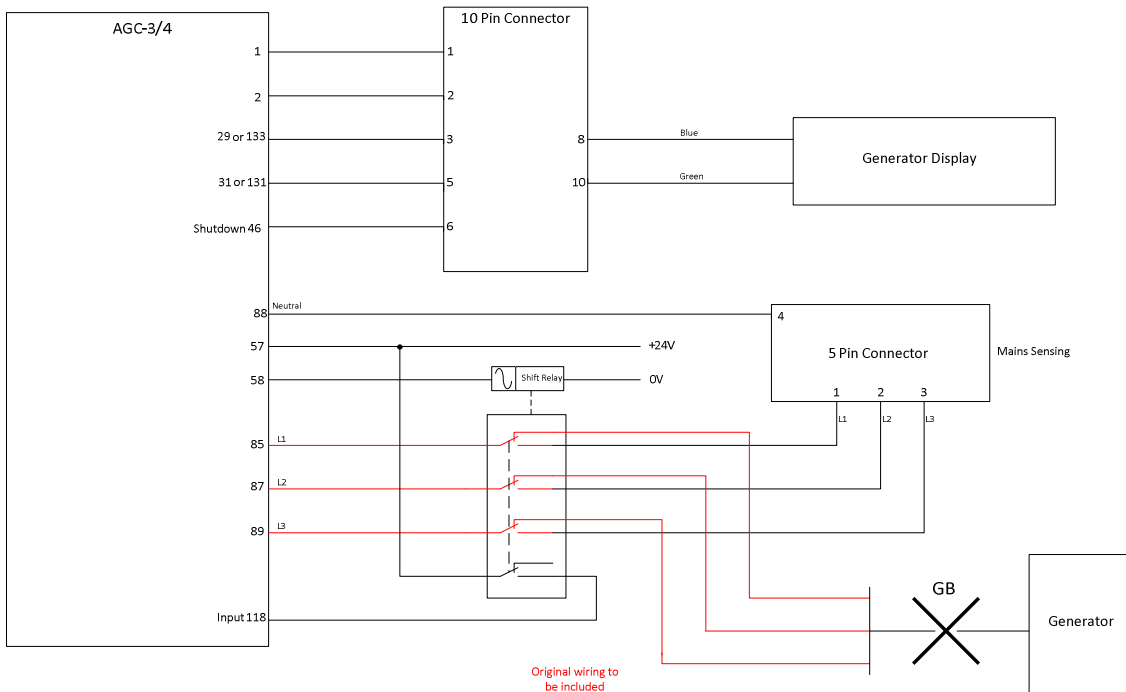 AGC-3/4
10 Pin Connector
1
1
2
2
29 or 133
3
8
Blue
Generator Display
31 or 131
5
10
Green
Shutdown 46
6
88
Neutral
4
57
+24V
5 Pin Connector
Mains Sensing
58
Shift Relay
0V
1
2
3
L1
L2
L3
85
L1
87
L2
89
L3
GB
Input 118
Generator
Original wiring to
be included